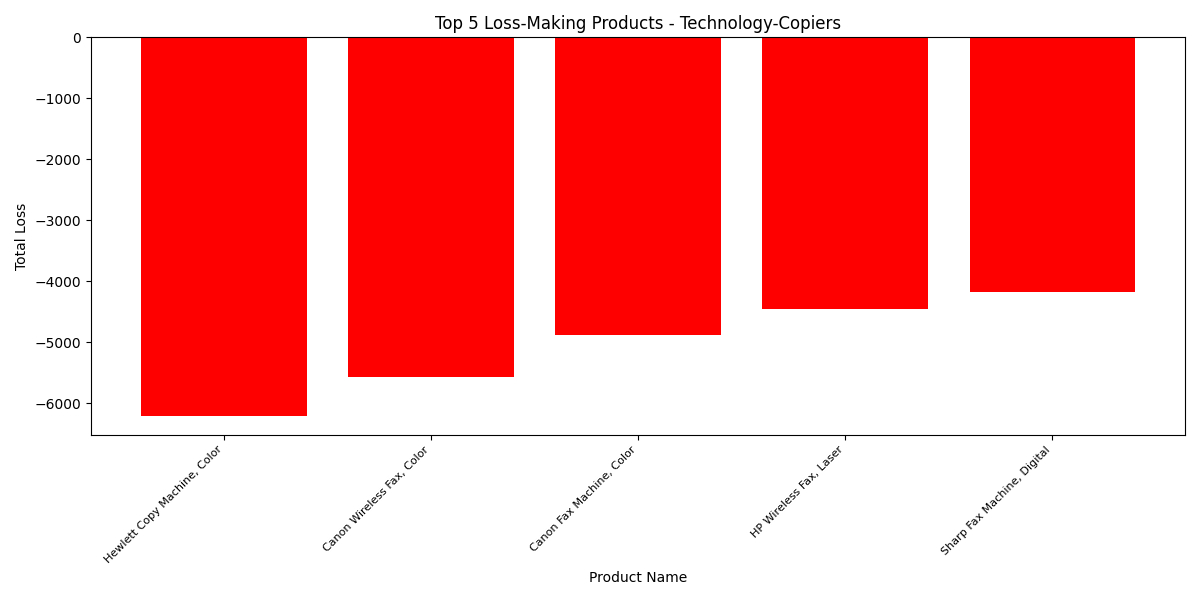 Top 5 Loss-Making Products - Technology-Copiers
0
−1000
−2000
−3000
−4000
−5000
−6000
Total Loss
Hewlett Copy Machine, Color
Canon Wireless Fax, Color
Canon Fax Machine, Color
HP Wireless Fax, Laser
Sharp Fax Machine, Digital
Product Name